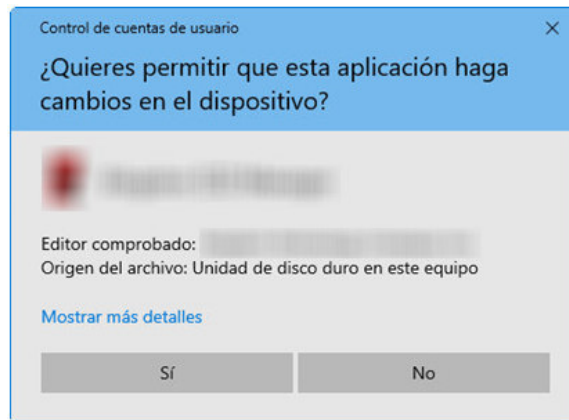 Control de cuentas de usuario
¿Quieres permitir que esta aplicación haga
cambios en el dispositivo?
Editor comprobado:
Origen del archivo: Unidad de disco duro en este equipo
Mostrar más detalles
Sí
No